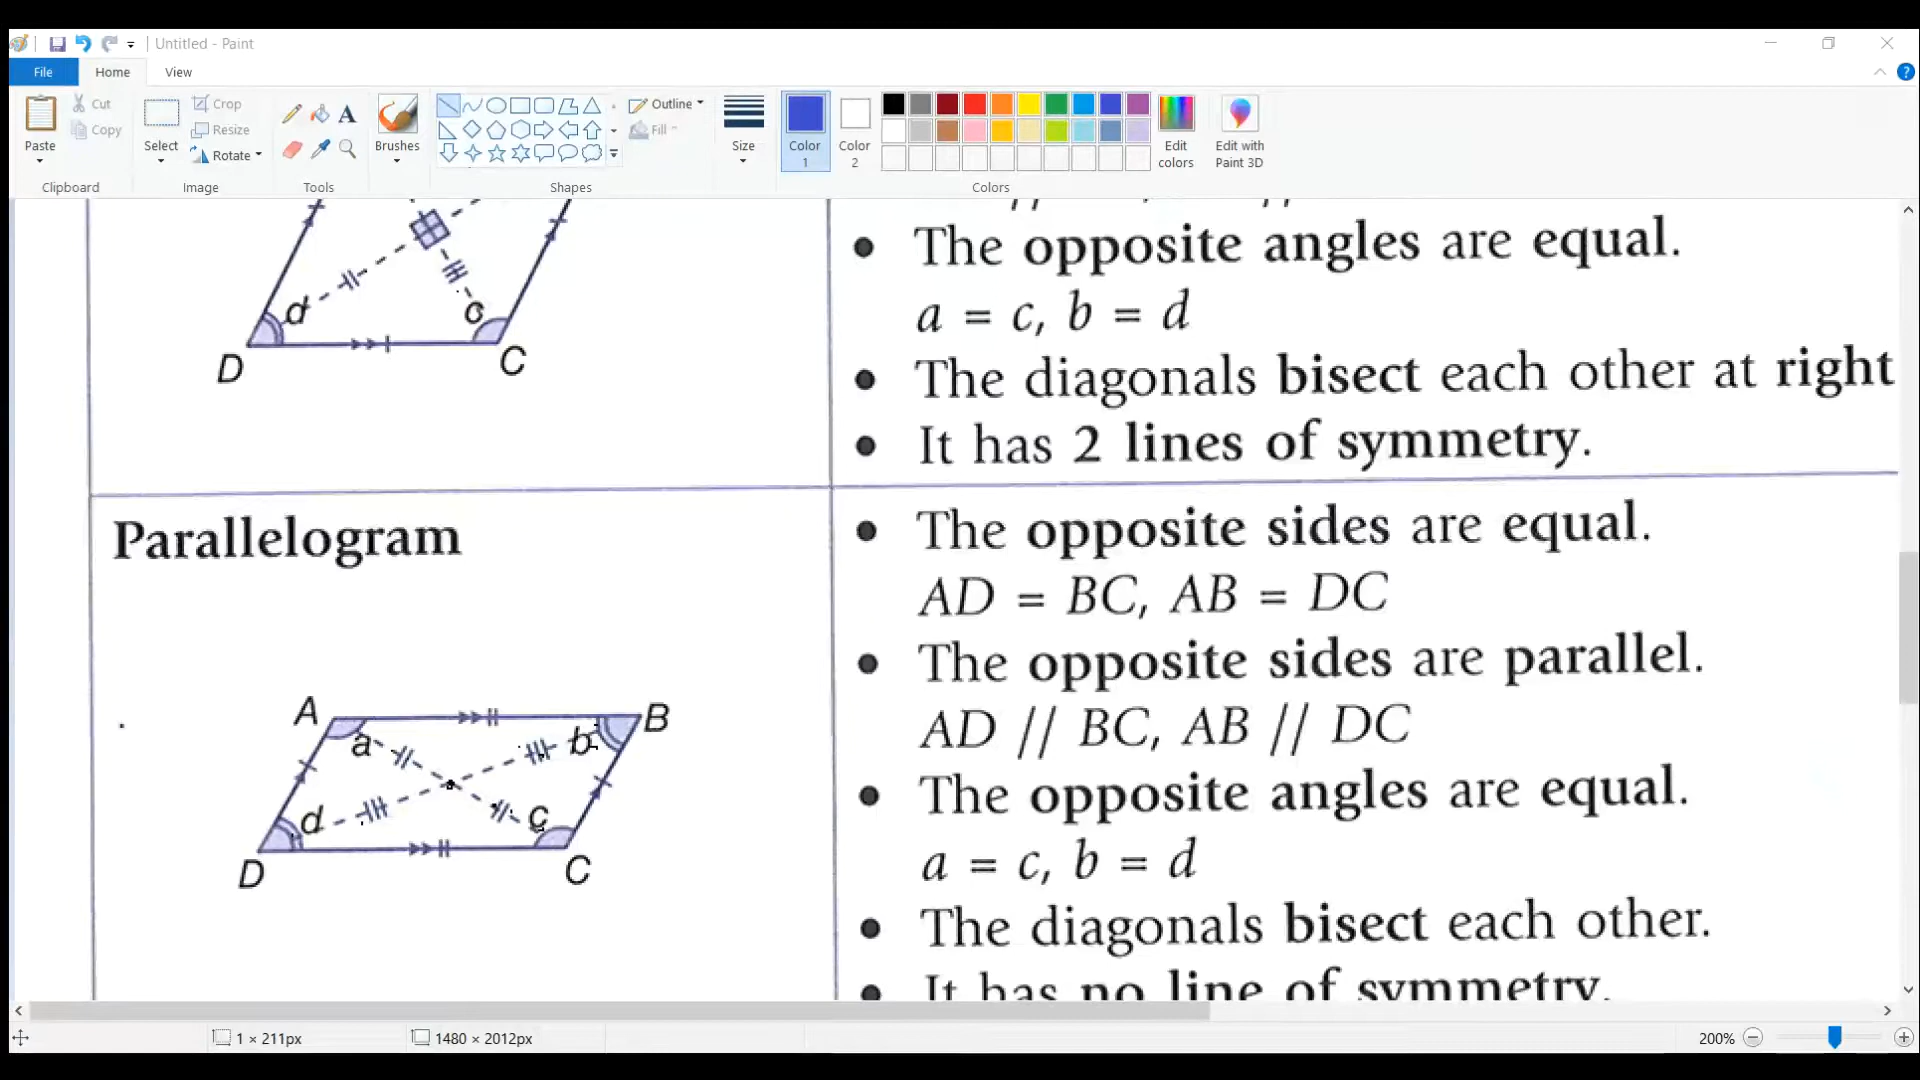 Untitled - Paint
File Home View
Paste
Cut
Copy
Clipboard
Select
Crop
Resize
Rotate
Image
Tools
Brushes
Outline
Fill
Shapes
Size
Color 1
Color 2
Edit colors
Edit with Paint 3D
Colors
d
c
D
C
The opposite angles are equal.
a = c, b = d
The diagonals bisect each other at right
It has 2 lines of symmetry.
Parallelogram
A
B
a
b
d
c
D
C
The opposite sides are equal.
AD = BC, AB = DC
The opposite sides are parallel.
AD // BC, AB // DC
The opposite angles are equal.
a = c, b = d
The diagonals bisect each other.
It has no line of symmetry.
1 × 211px
1480 × 2012px
200%